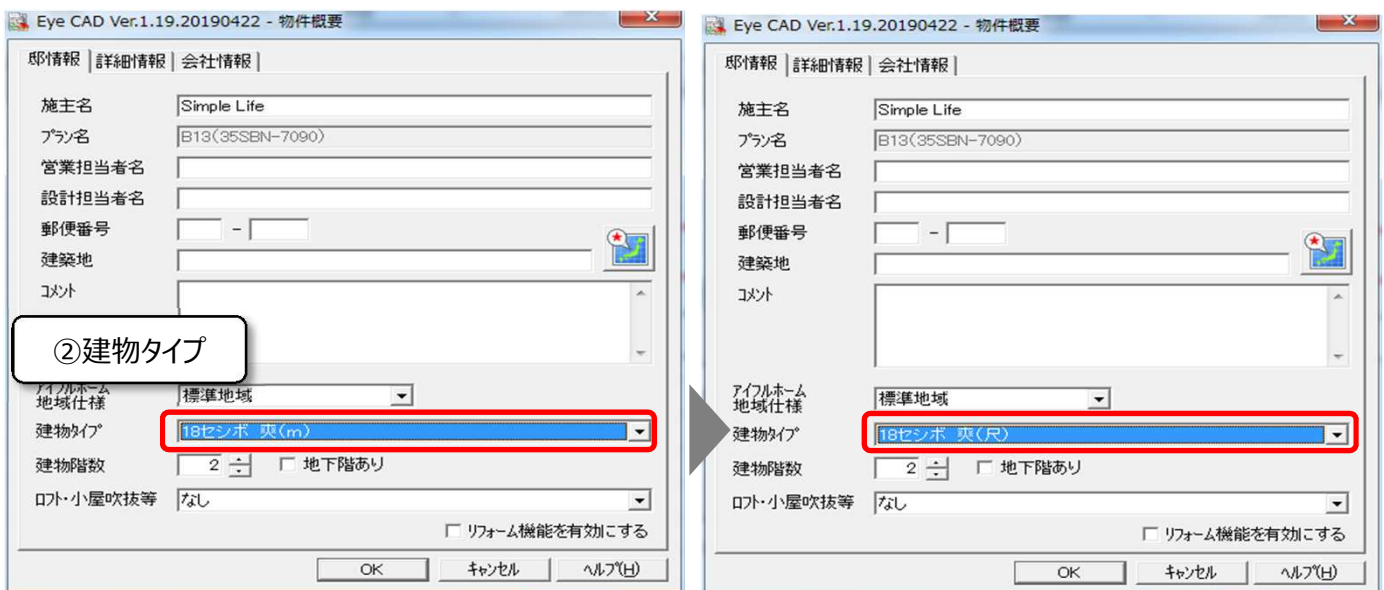 Eye CAD Ver.1.19.20190422 - 物件概要
邸情報 詳細情報 会社情報
施主名 Simple Life
プラン名 B13(35SBN-7090)
営業担当者名
設計担当者名
郵便番号 -
建築地
コメント
②建物タイプ
アイフルホーム
地域仕様 標準地域
建物タイプ 18セシボ 爽(m)
建物階数 2 地下階あり
ロフト・小屋吹抜等 なし
リフォーム機能を有効にする
OK キャンセル ヘルプ(H)
Eye CAD Ver.1.19.20190422 - 物件概要
邸情報 詳細情報 会社情報
施主名 Simple Life
プラン名 B13(35SBN-7090)
営業担当者名
設計担当者名
郵便番号 -
建築地
コメント
アイフルホーム
地域仕様 標準地域
建物タイプ 18セシボ 爽(尺)
建物階数 2 地下階あり
ロフト・小屋吹抜等 なし
リフォーム機能を有効にする
OK キャンセル ヘルプ(H)